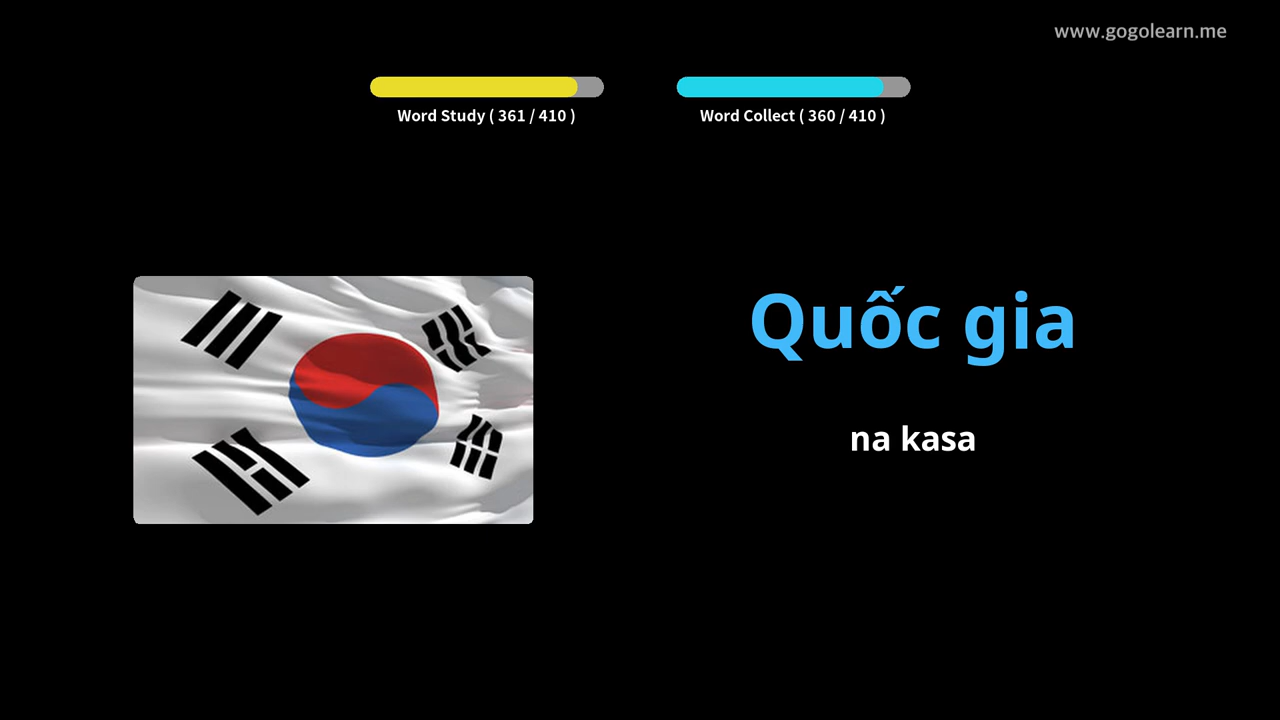 www.gogolearn.me
Word Study ( 361 / 410 )
Word Collect ( 360 / 410 )
Quốc gia
na kasa